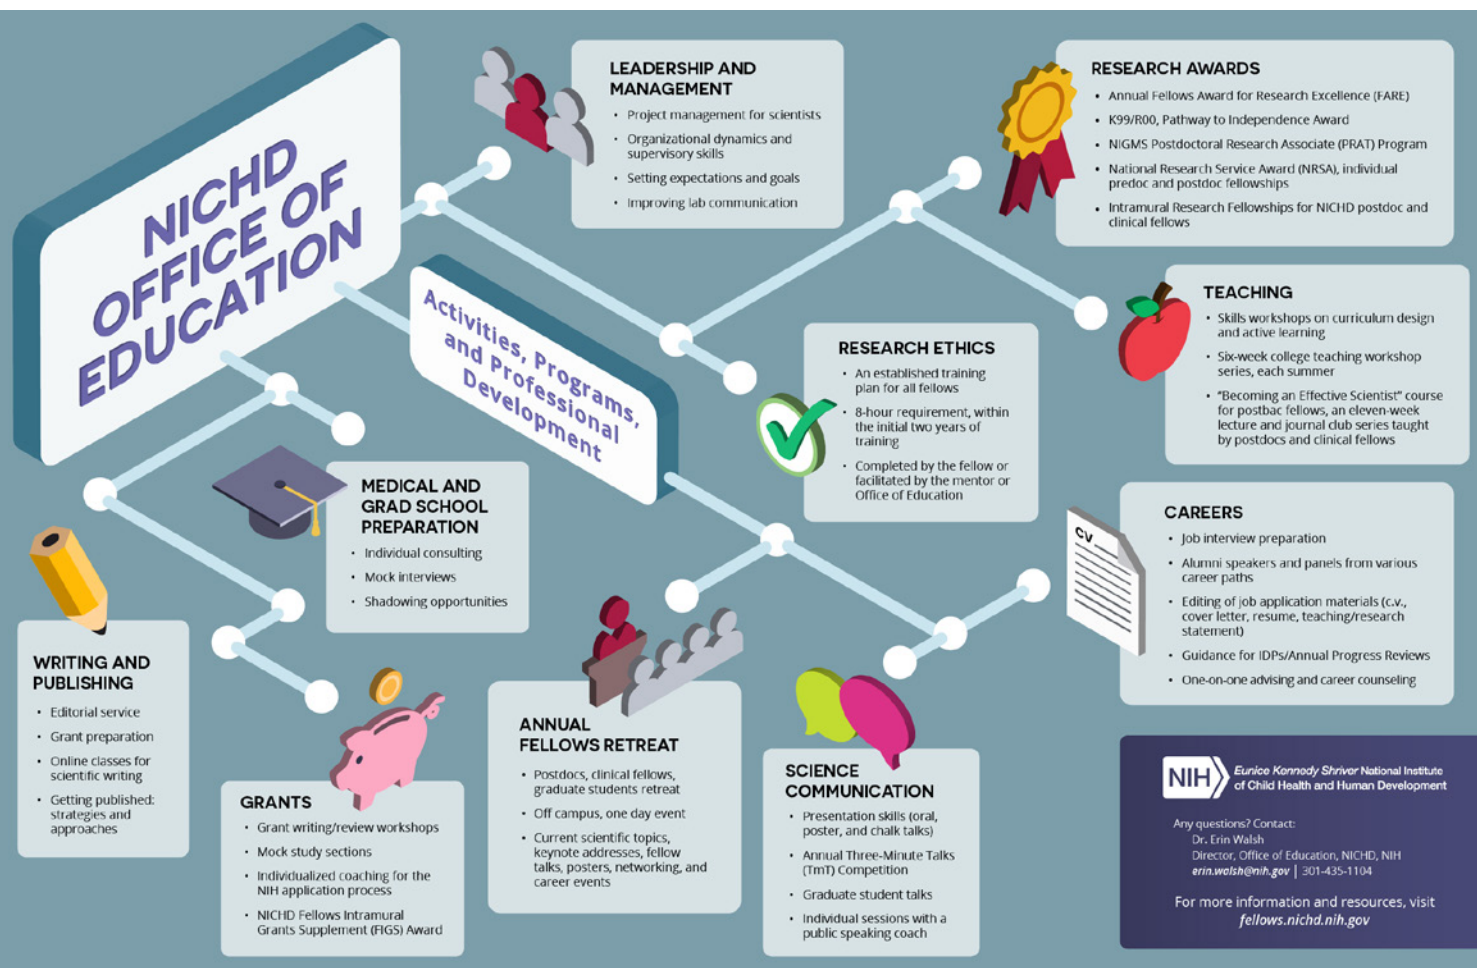 NICHD
OFFICE OF
EDUCATION
Activities, Programs,
and Professional
Development
LEADERSHIP AND
MANAGEMENT
• Project management for scientists
• Organizational dynamics and
supervisory skills
• Setting expectations and goals
• Improving lab communication
RESEARCH AWARDS
• Annual Fellows Award for Research Excellence (FARE)
• K99/R00, Pathway to Independence Award
• NIGMS Postdoctoral Research Associate (PRAT) Program
• National Research Service Award (NRSA), individual
predoc and postdoc fellowships
• Intramural Research Fellowships for NICHD postdoc and
clinical fellows
TEACHING
• Skills workshops on curriculum design
and active learning
• Six-week college teaching workshop
series, each summer
• "Becoming an Effective Scientist" course
for postbac fellows, an eleven-week
lecture and journal club series taught
by postdocs and clinical fellows
RESEARCH ETHICS
• An established training
plan for all fellows
• 8-hour requirement, within
the initial two years of
training
• Completed by the fellow or
facilitated by the mentor or
Office of Education
MEDICAL AND
GRAD SCHOOL
PREPARATION
• Individual consulting
• Mock interviews
• Shadowing opportunities
CV
CAREERS
• Job interview preparation
• Alumni speakers and panels from various
career paths
• Editing of job application materials (c.v.,
cover letter, resume, teaching/research
statement)
• Guidance for IDPs/Annual Progress Reviews
• One-on-one advising and career counseling
WRITING AND
PUBLISHING
• Editorial service
• Grant preparation
• Online classes for
scientific writing
• Getting published:
strategies and
approaches
GRANTS
• Grant writing/review workshops
• Mock study sections
• Individualized coaching for the
NIH application process
• NICHD Fellows Intramural
Grants Supplement (FIGS) Award
ANNUAL
FELLOWS RETREAT
• Postdocs, clinical fellows,
graduate students retreat
• Off campus, one day event
• Current scientific topics,
keynote addresses, fellow
talks, posters, networking, and
career events
SCIENCE
COMMUNICATION
• Presentation skills (oral,
poster, and chalk talks)
• Annual Three-Minute Talks
(TmT) Competition
• Graduate student talks
• Individual sessions with a
public speaking coach
NIH
Eunice Kennedy Shriver National Institute
of Child Health and Human Development
Any questions? Contact:
Dr. Erin Walsh
Director, Office of Education, NICHD, NIH
erin.walsh@nih.gov | 301-435-1104
For more information and resources, visit
fellows.nichd.nih.gov